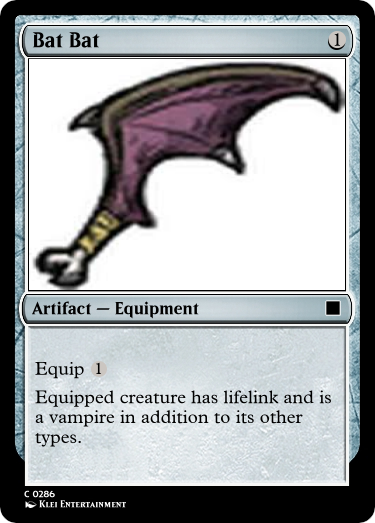 Bat Bat 1
Artifact — Equipment
Equip 1
Equipped creature has lifelink and is
a vampire in addition to its other
types.
C 0286
Klei Entertainment